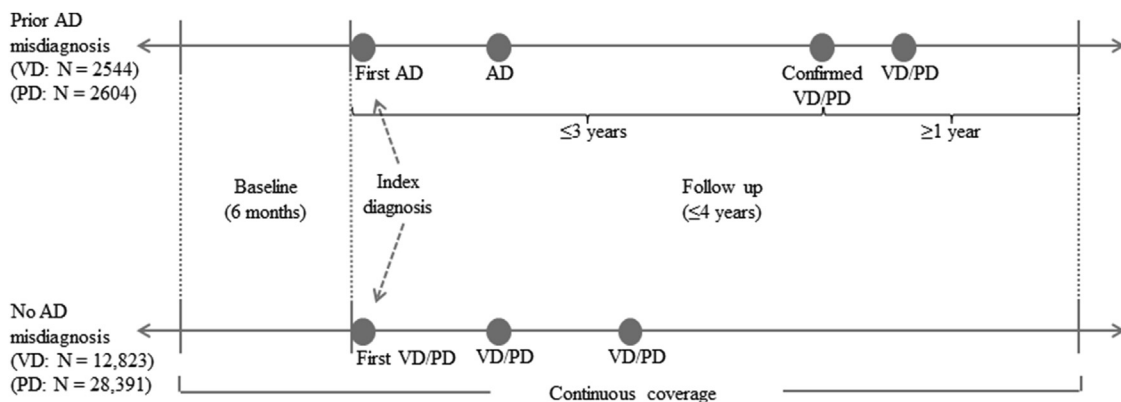 Prior AD
misdiagnosis
(VD: N = 2544)
(PD: N = 2604)
First AD
AD
Confirmed
VD/PD
VD/PD
≤3 years
≥1 year
Baseline
(6 months)
Index
diagnosis
Follow up
(≤4 years)
No AD
misdiagnosis
(VD: N = 12,823)
(PD: N = 28,391)
First VD/PD
VD/PD
VD/PD
Continuous coverage